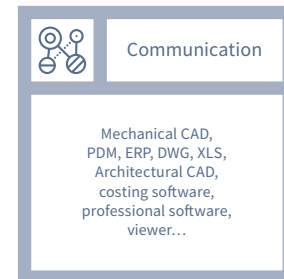 Communication
Mechanical CAD,
PDM, ERP, DWG, XLS,
Architectural CAD,
costing software,
professional software,
viewer…